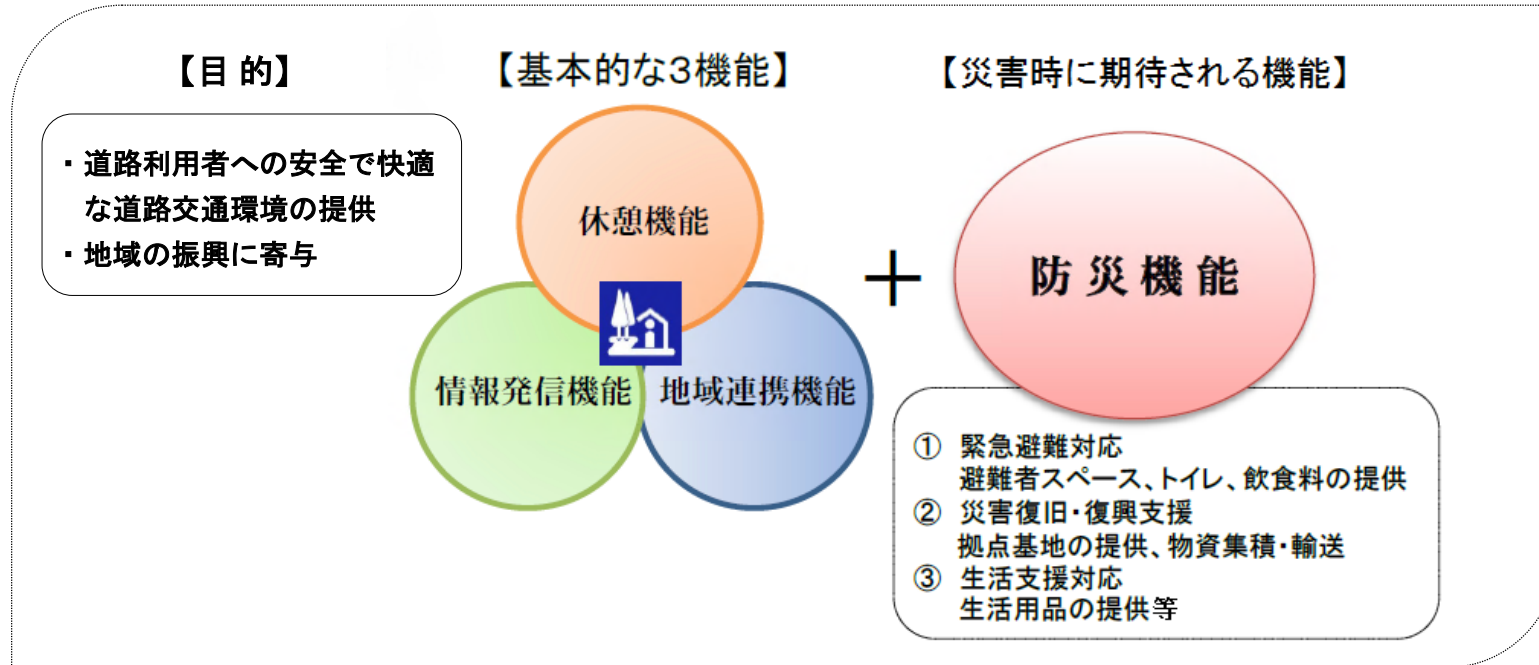 【目 的】
・道路利用者への安全で快適
な道路交通環境の提供
・地域の振興に寄与
【基本的な3機能】
休憩機能
情報発信機能
地域連携機能
＋
【災害時に期待される機能】
防災機能
① 緊急避難対応
避難者スペース、トイレ、飲食料の提供
② 災害復旧・復興支援
拠点基地の提供、物資集積・輸送
③ 生活支援対応
生活用品の提供等